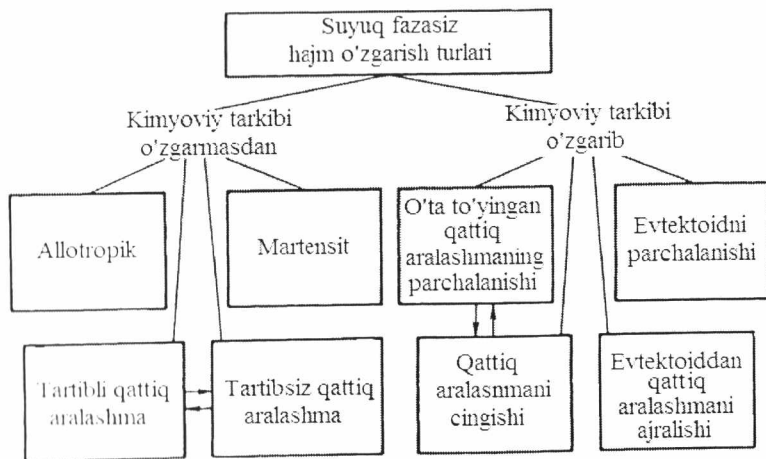 Suyuq fazasiz
hajm o'zgarish turlari
Kimyoviy tarkibi
o'zgarmasdan
Kimyoviy tarkibi
o'zgarib
Allotropik
Martensit
O'ta to'yingan
qattiq
aralashmaning
parchalanishi
Evtektoidni
parchalanishi
Tartibli qattiq
aralashma
Tartibsiz qattiq
aralashma
Qattiq
aralasnmani
cingishi
Evtektoiddan
qattiq
aralashmani
ajralishi